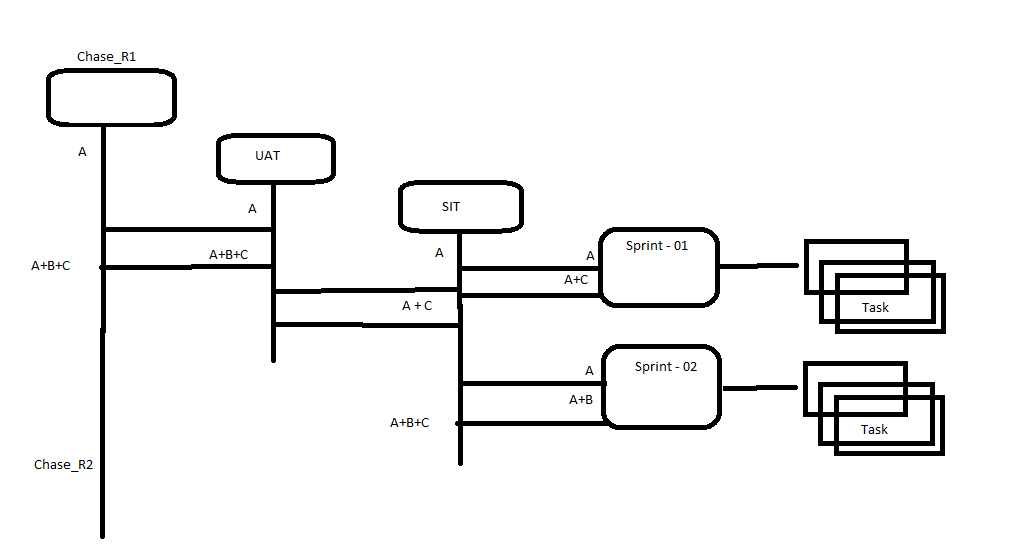 Chase_R1
A
UAT
A
SIT
A+B+C
A+B+C
A
A
Sprint - 01
A+C
A + C
Task
A
Sprint - 02
A+B
A+B+C
Task
Chase_R2